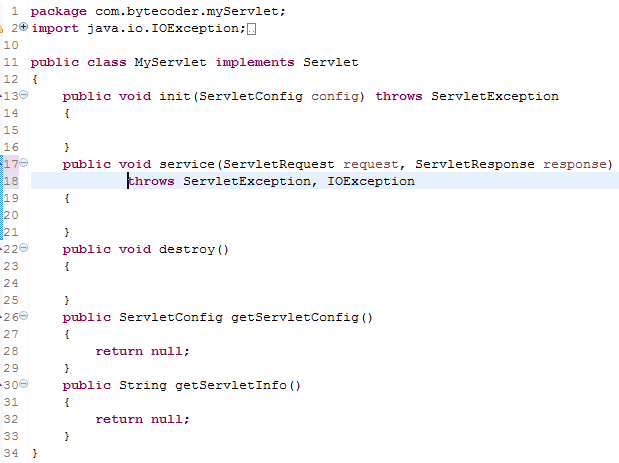 1 package com.bytecoder.myServlet;
2 import java.io.IOException;
10
11 public class MyServlet implements Servlet
12 {
13 public void init(ServletConfig config) throws ServletException
14 {
15
16 }
17 public void service(ServletRequest request, ServletResponse response)
18 throws ServletException, IOException
19 {
20
21 }
22 public void destroy()
23 {
24
25 }
26 public ServletConfig getServletConfig()
27 {
28 return null;
29 }
30 public String getServletInfo()
31 {
32 return null;
33 }
34 }